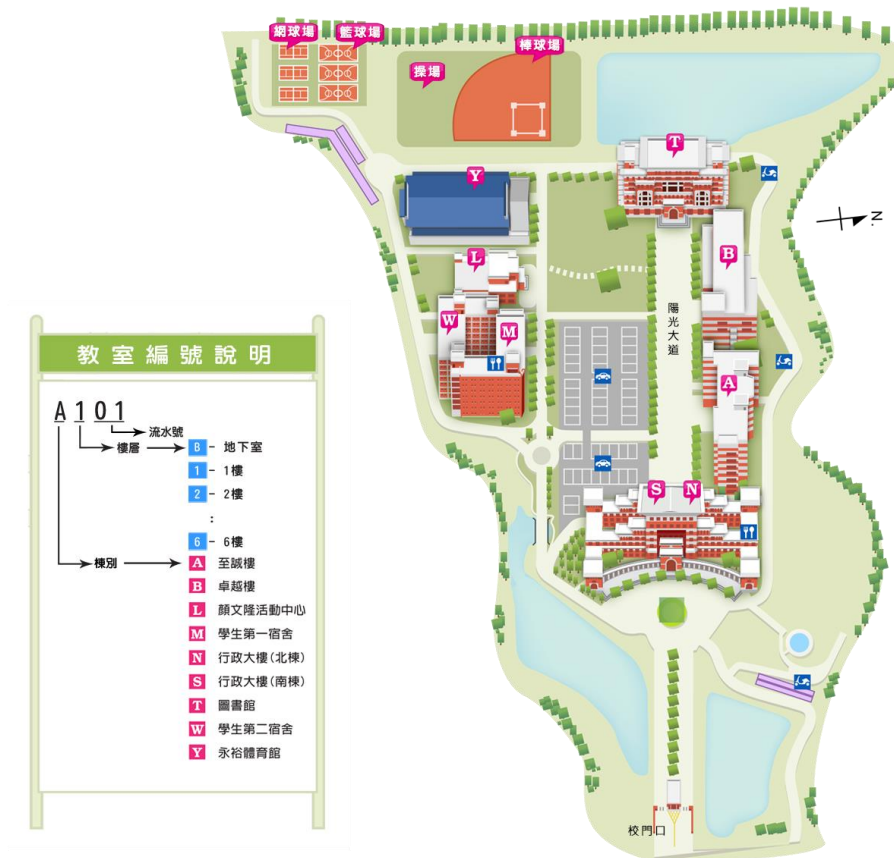 網球場
籃球場
棒球場
操場
T
Y
N.
B
L
W
M
陽光大道
A
S
N
校門口
教室編號說明
A101
流水號
樓層
B - 地下室
1 - 1樓
2 - 2樓
:
6 - 6樓
棟別
A 至誠樓
B 卓越樓
L 顏文隆活動中心
M 學生第一宿舍
N 行政大樓(北棟)
S 行政大樓(南棟)
T 圖書館
W 學生第二宿舍
Y 永裕體育館